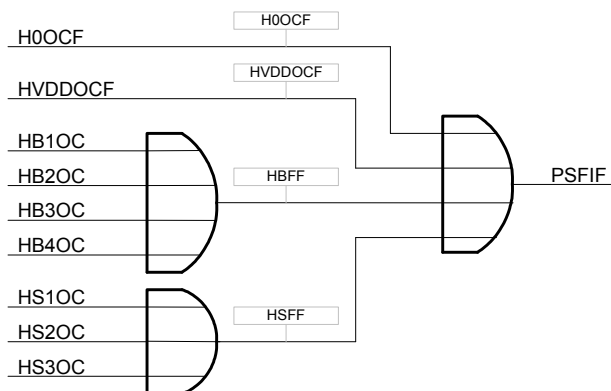 H0OCF
H0OCF
HVDDOCF
HVDDOCF
HB1OC
HB2OC
HBFF
PSFIF
HB3OC
HB4OC
HS1OC
HSFF
HS2OC
HS3OC